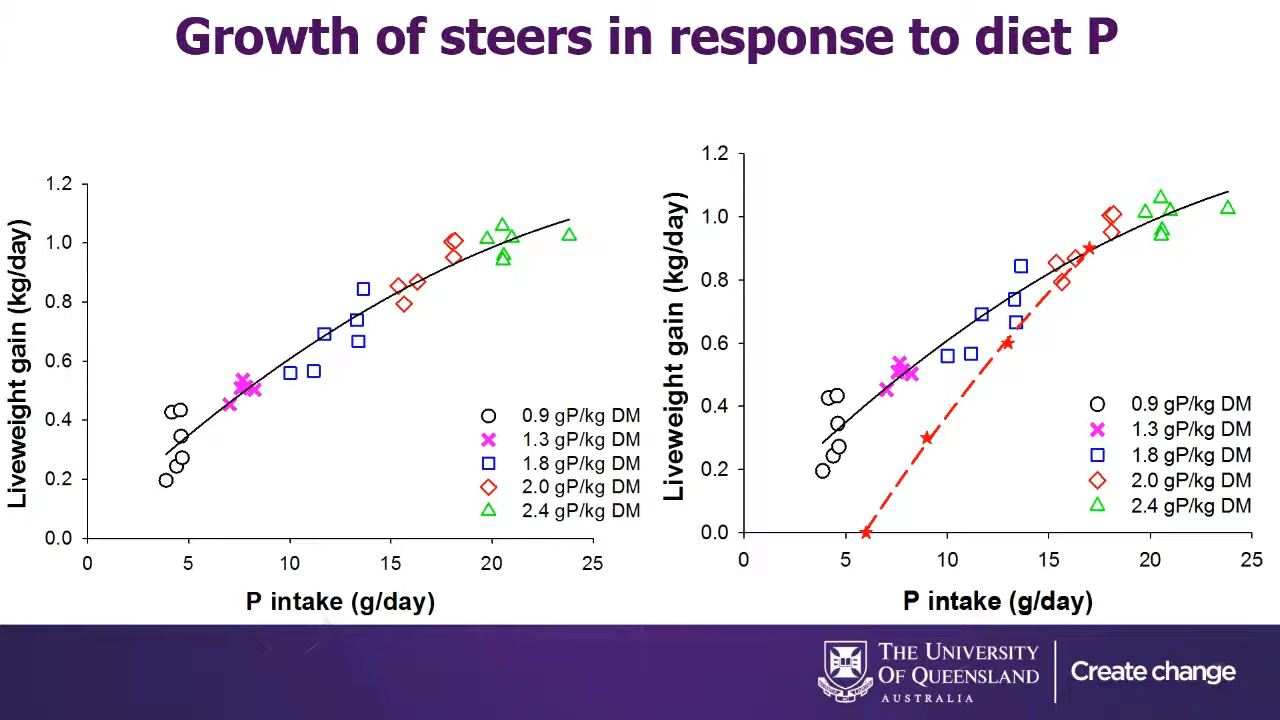 Growth of steers in response to diet P
1.2
1.0
0.8
0.6
0.4
0.2
0.0
Liveweight gain (kg/day)
0 5 10 15 20 25
P intake (g/day)
0.9 gP/kg DM
1.3 gP/kg DM
1.8 gP/kg DM
2.0 gP/kg DM
2.4 gP/kg DM
1.2
1.0
0.8
0.6
0.4
0.2
0.0
Liveweight gain (kg/day)
0 5 10 15 20 25
P intake (g/day)
0.9 gP/kg DM
1.3 gP/kg DM
1.8 gP/kg DM
2.0 gP/kg DM
2.4 gP/kg DM
THE UNIVERSITY
OF QUEENSLAND
AUSTRALIA
Create change